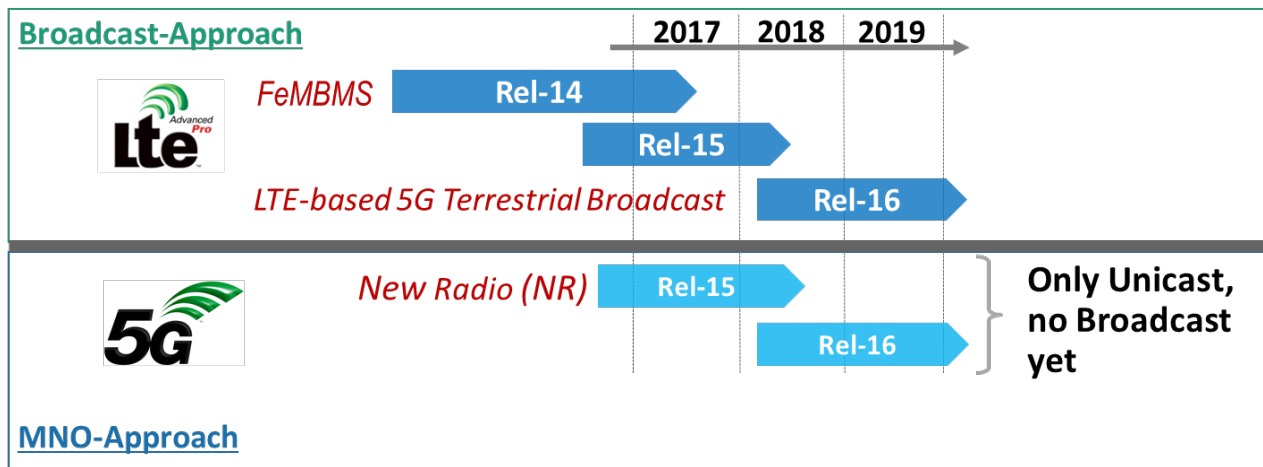 Broadcast-Approach
2017 2018 2019
FeMBMS Rel-14
Advanced
Pro
Lte
Rel-15
LTE-based 5G Terrestrial Broadcast Rel-16
New Radio (NR) Rel-15
Only Unicast,
no Broadcast
yet
5G
Rel-16
MNO-Approach